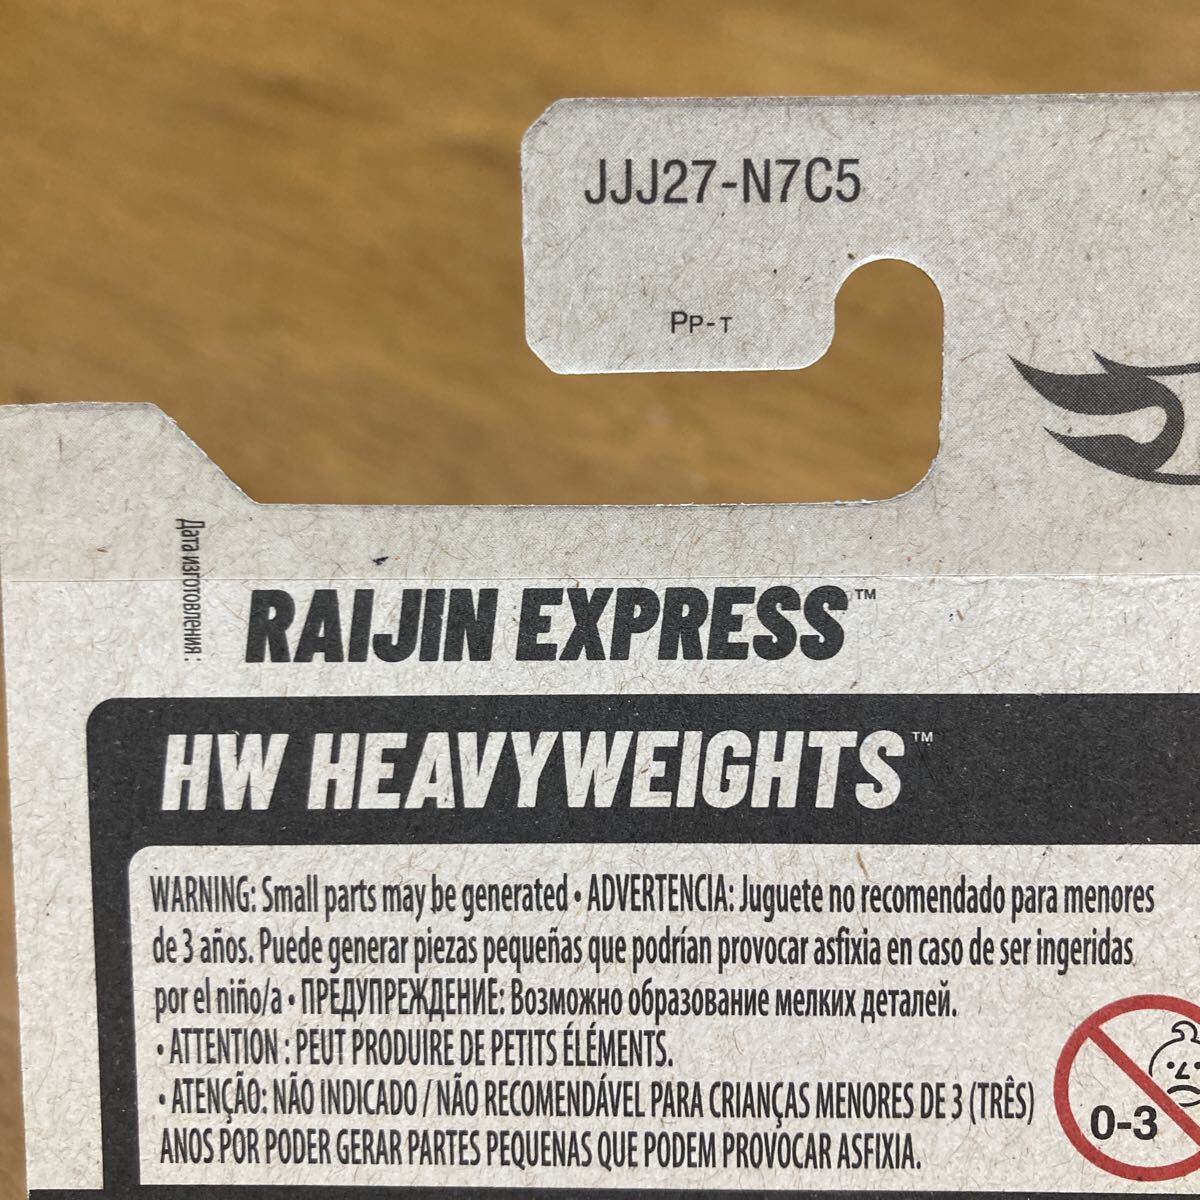 JJJ27-N7C5
Pp-t
Дата изготовления:
RAIJIN EXPRESS™
HW HEAVYWEIGHTS™
WARNING: Small parts may be generated • ADVERTENCIA: Juguete no recomendado para menores
de 3 años. Puede generar piezas pequeñas que podrían provocar asfixia en caso de ser ingeridas
por el niño/a • ПРЕДУПРЕЖДЕНИЕ: Возможно образование мелких деталей.
• ATTENTION : PEUT PRODUIRE DE PETITS ÉLÉMENTS.
• ATENÇÃO: NÃO INDICADO / NÃO RECOMENDÁVEL PARA CRIANÇAS MENORES DE 3 (TRÊS)
ANOS POR PODER GERAR PARTES PEQUENAS QUE PODEM PROVOCAR ASFIXIA.
0-3